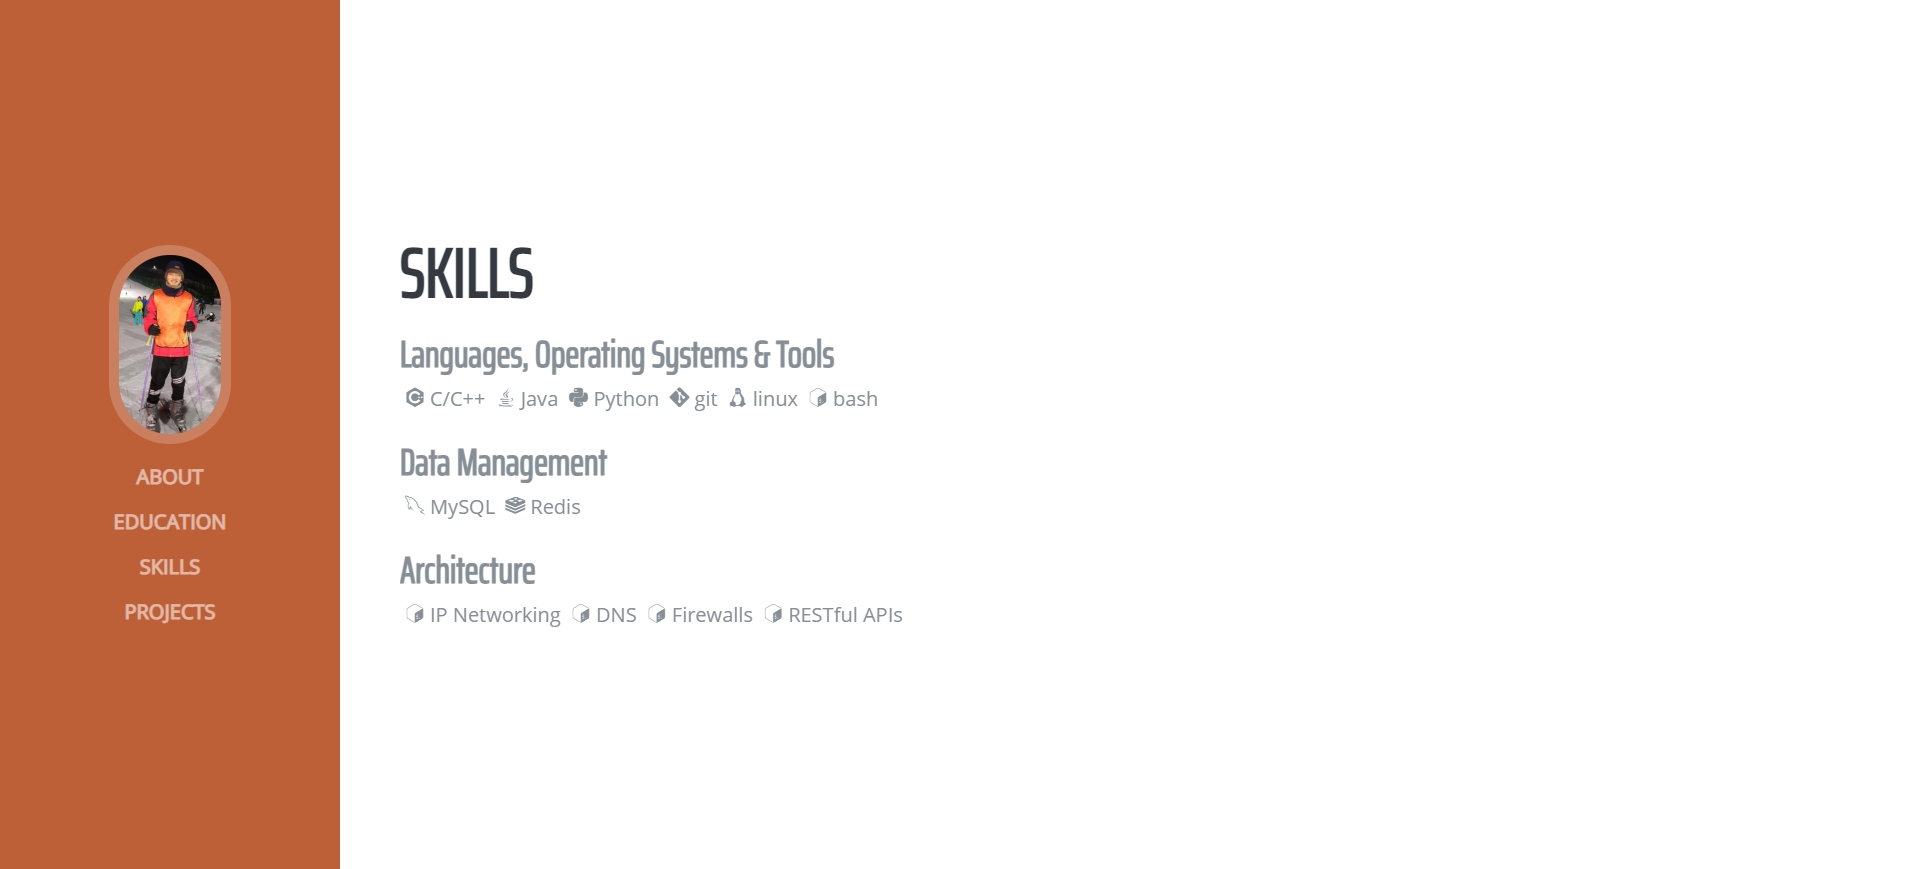 ABOUT
EDUCATION
SKILLS
PROJECTS
SKILLS
Languages, Operating Systems & Tools
C/C++ Java Python git linux bash
Data Management
MySQL Redis
Architecture
IP Networking DNS Firewalls RESTful APIs